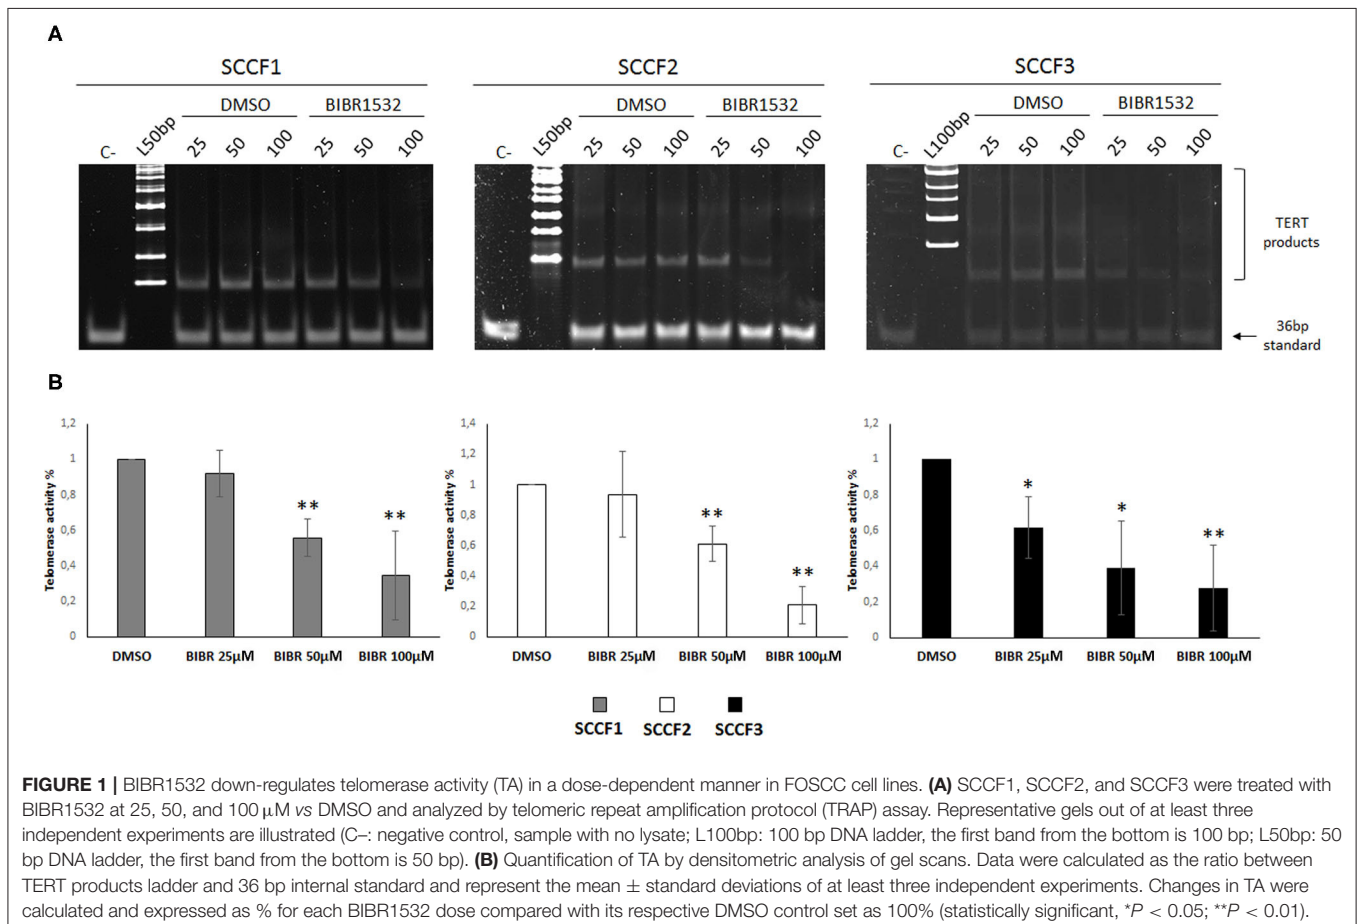 A
SCCF1
SCCF2
SCCF3
DMSO
BIBR1532
DMSO
BIBR1532
DMSO
BIBR1532
C-
L50bp
25
50
100
25
50
100
C-
L50bp
25
50
100
25
50
100
C-
L100bp
25
50
100
25
50
100
TERT
products
36bp
standard
B
Telomerase activity %
1,2
1
0,8
0,6
0,4
0,2
0
**
**
DMSO
BIBR 25µM
BIBR 50µM
BIBR 100µM
Telomerase activity %
1,4
1,2
1
0,8
0,6
0,4
0,2
0
**
**
DMSO
BIBR 25µM
BIBR 50µM
BIBR 100µM
Telomerase activity %
1,2
1
0,8
0,6
0,4
0,2
0
*
*
**
DMSO
BIBR 25µM
BIBR 50µM
BIBR 100µM
SCCF1
SCCF2
SCCF3
FIGURE 1 | BIBR1532 down-regulates telomerase activity (TA) in a dose-dependent manner in FOSCC cell lines. (A) SCCF1, SCCF2, and SCCF3 were treated with
BIBR1532 at 25, 50, and 100 µM vs DMSO and analyzed by telomeric repeat amplification protocol (TRAP) assay. Representative gels out of at least three
independent experiments are illustrated (C–: negative control, sample with no lysate; L100bp: 100 bp DNA ladder, the first band from the bottom is 100 bp; L50bp: 50
bp DNA ladder, the first band from the bottom is 50 bp). (B) Quantification of TA by densitometric analysis of gel scans. Data were calculated as the ratio between
TERT products ladder and 36 bp internal standard and represent the mean ± standard deviations of at least three independent experiments. Changes in TA were
calculated and expressed as % for each BIBR1532 dose compared with its respective DMSO control set as 100% (statistically significant, *P < 0.05; **P < 0.01).